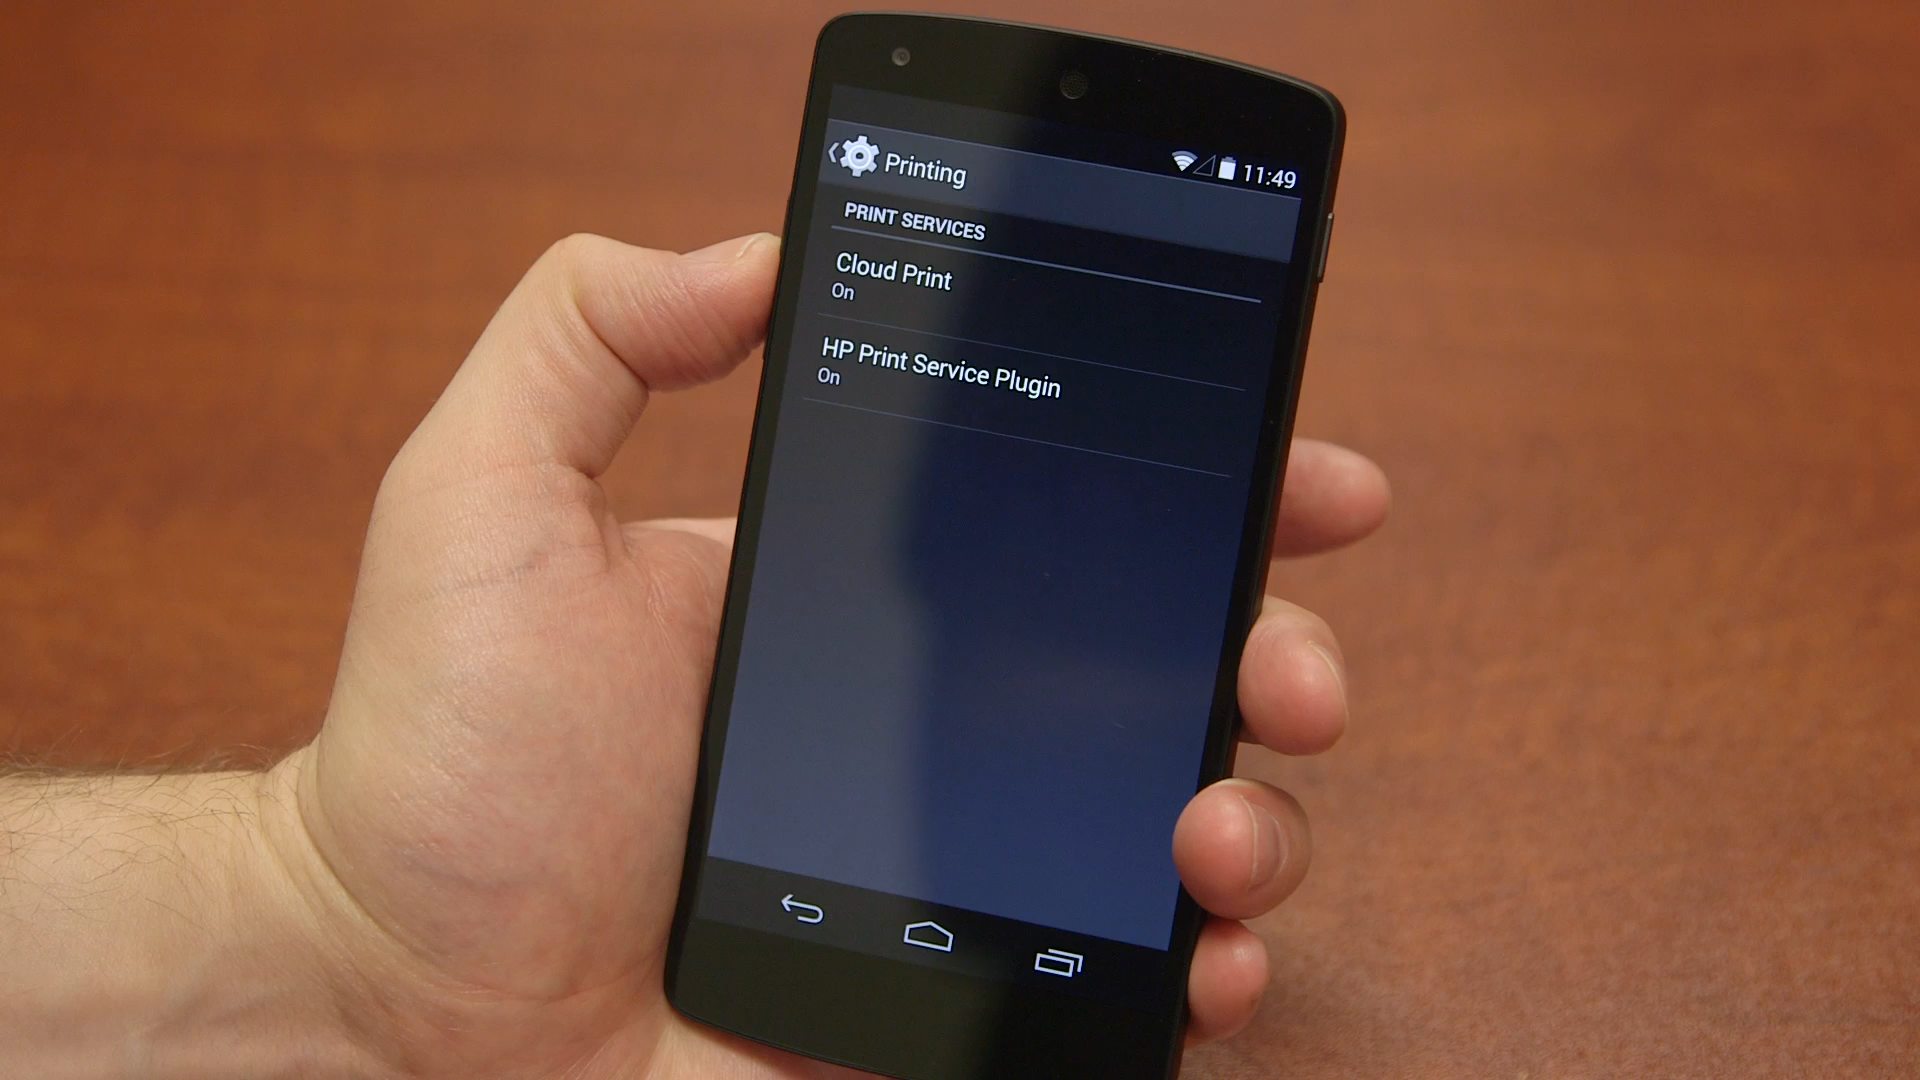 Printing
11:49
PRINT SERVICES
Cloud Print
On
HP Print Service Plugin
On